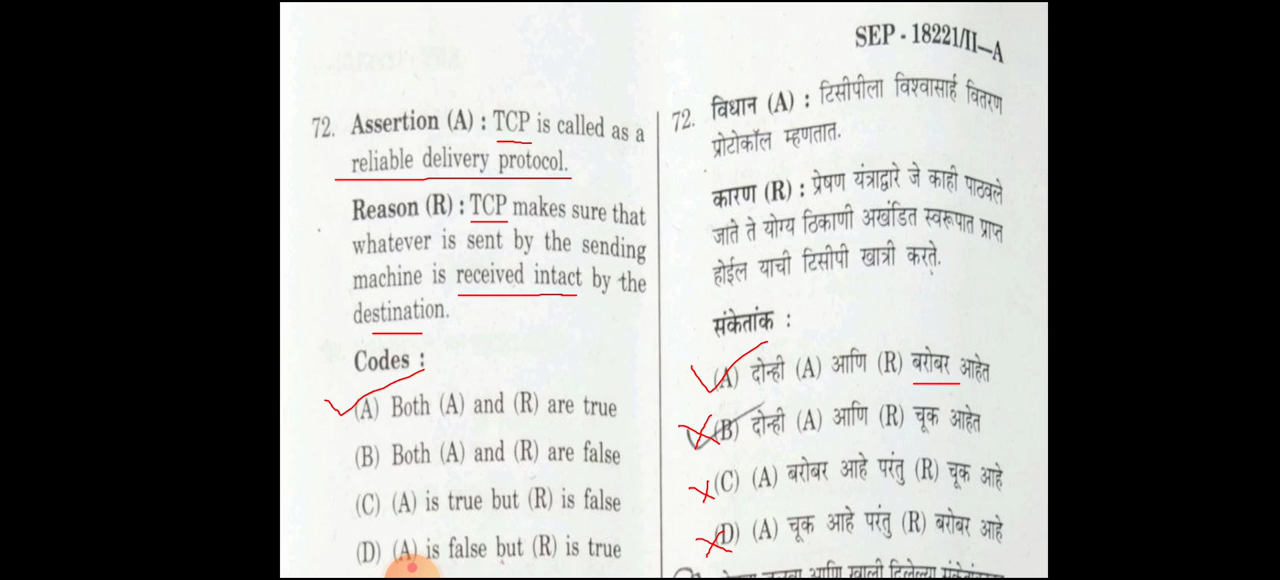 SEP - 18221/II—A
72. Assertion (A) : TCP is called as a
reliable delivery protocol.
Reason (R) : TCP makes sure that
whatever is sent by the sending
machine is received intact by the
destination.
Codes :
(A) Both (A) and (R) are true
(B) Both (A) and (R) are false
(C) (A) is true but (R) is false
(D) (A) is false but (R) is true
72. विधान (A) : टिसीपीला विश्वासार्ह वितरण
प्रोटोकॉल म्हणतात.
कारण (R) : प्रेषण यंत्राद्वारे जे काही पाठवले
जाते ते योग्य ठिकाणी अखंडित स्वरूपात प्राप्त
होईल याची टिसीपी खात्री करते.
संकेतांक :
(A) दोन्ही (A) आणि (R) बरोबर आहेत
(B) दोन्ही (A) आणि (R) चूक आहेत
(C) (A) बरोबर आहे परंतु (R) चूक आहे
(D) (A) चूक आहे परंतु (R) बरोबर आहे
आणि खाली दिलेल्या